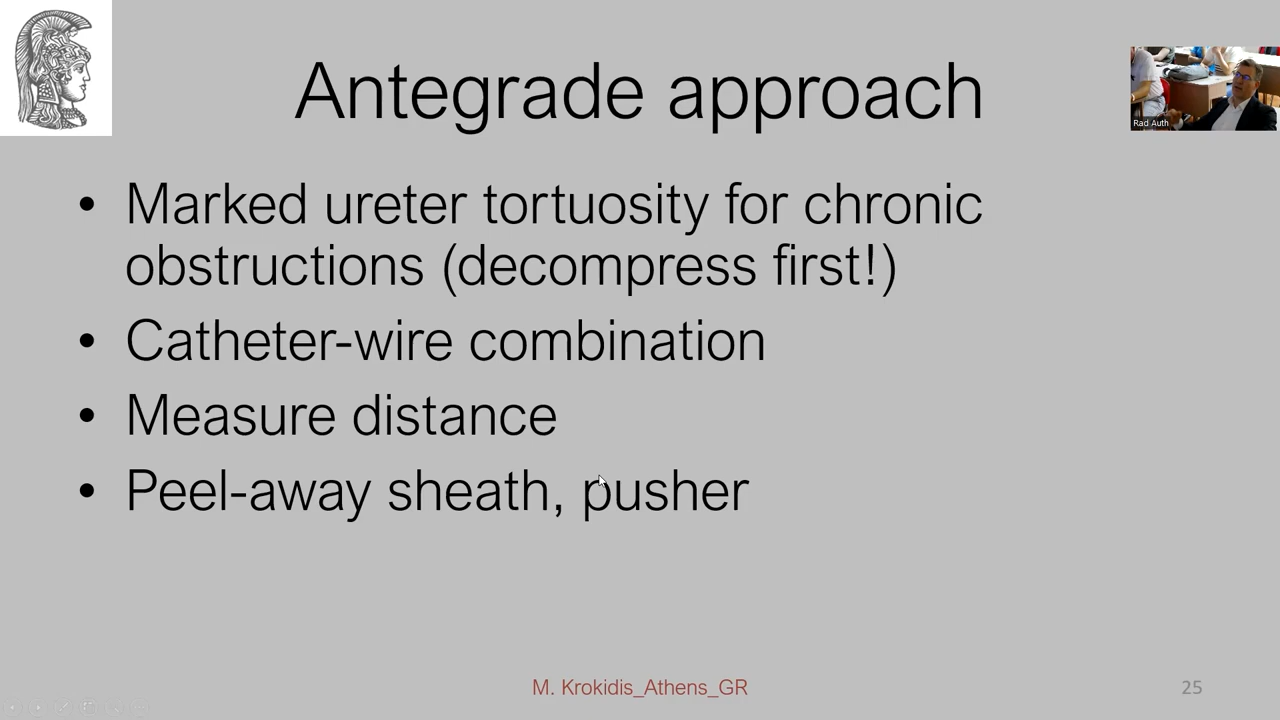 Antegrade approach
Rad Auth
• Marked ureter tortuosity for chronic
obstructions (decompress first!)
• Catheter-wire combination
• Measure distance
• Peel-away sheath, pusher
M. Krokidis_Athens_GR
25